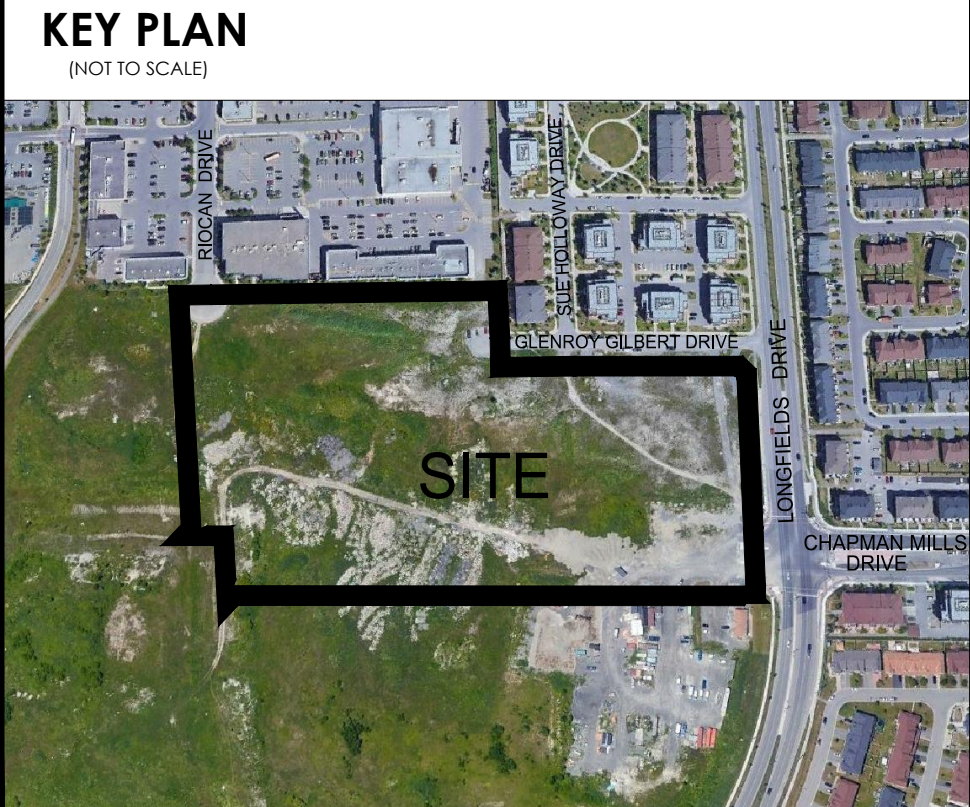 KEY PLAN
(NOT TO SCALE)
RIOCAN DRIVE
SUE HOLLOWAY DRIVE
GLENROY GILBERT DRIVE
LONGFIELDS DRIVE
SITE
CHAPMAN MILLS
DRIVE